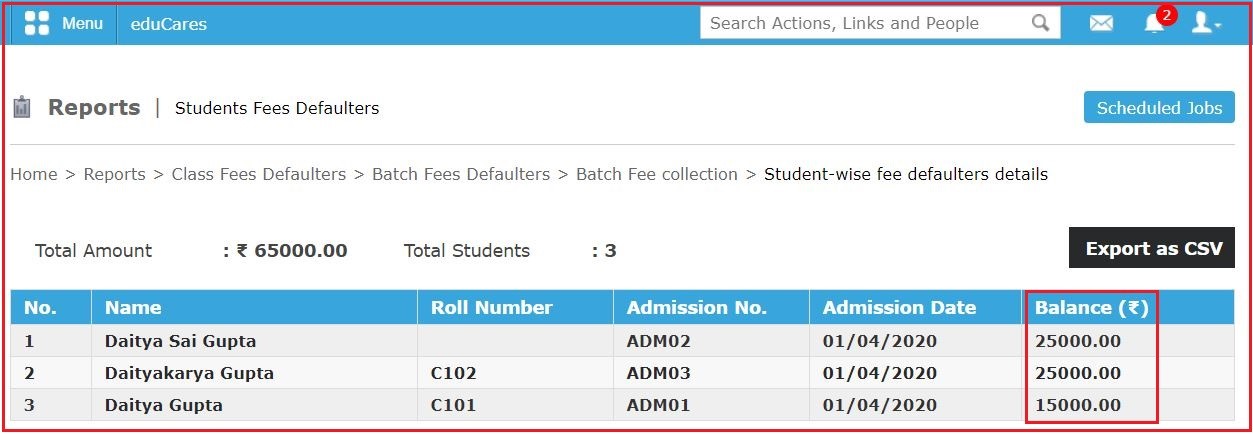 Menu eduCares Search Actions, Links and People 2
Reports | Students Fees Defaulters Scheduled Jobs
Home > Reports > Class Fees Defaulters > Batch Fees Defaulters > Batch Fee collection > Student-wise fee defaulters details
Total Amount : ₹ 65000.00 Total Students : 3 Export as CSV
No. Name Roll Number Admission No. Admission Date Balance (₹)
1 Daitya Sai Gupta ADM02 01/04/2020 25000.00
2 Daityakarya Gupta C102 ADM03 01/04/2020 25000.00
3 Daitya Gupta C101 ADM01 01/04/2020 15000.00